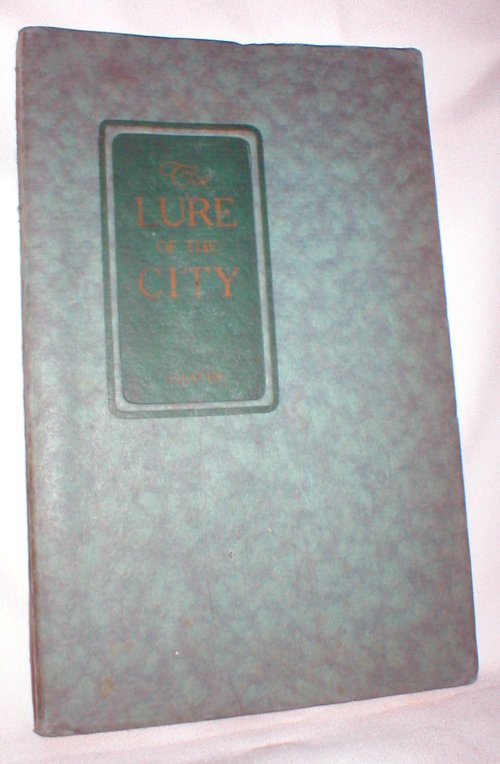 The
LURE
OF THE
CITY